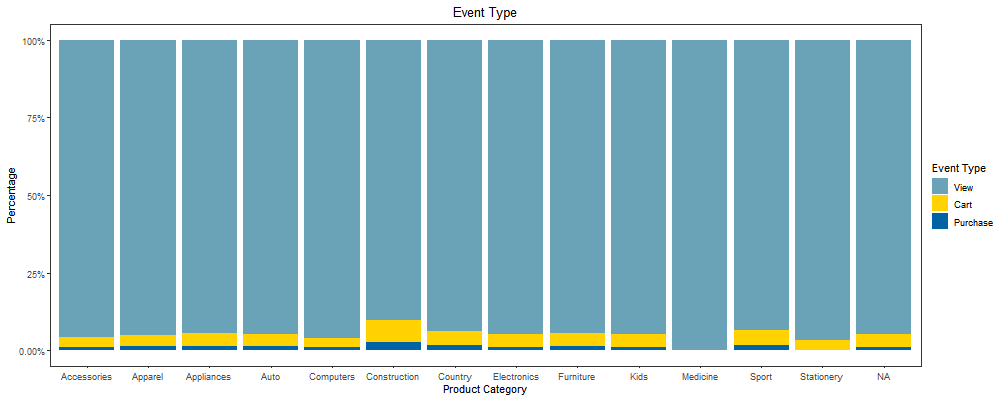 Event Type
Percentage
100%
75%
50%
25%
0.00%
Accessories Apparel Appliances Auto Computers Construction Country Electronics Furniture Kids Medicine Sport Stationery NA
Product Category
Event Type
View
Cart
Purchase